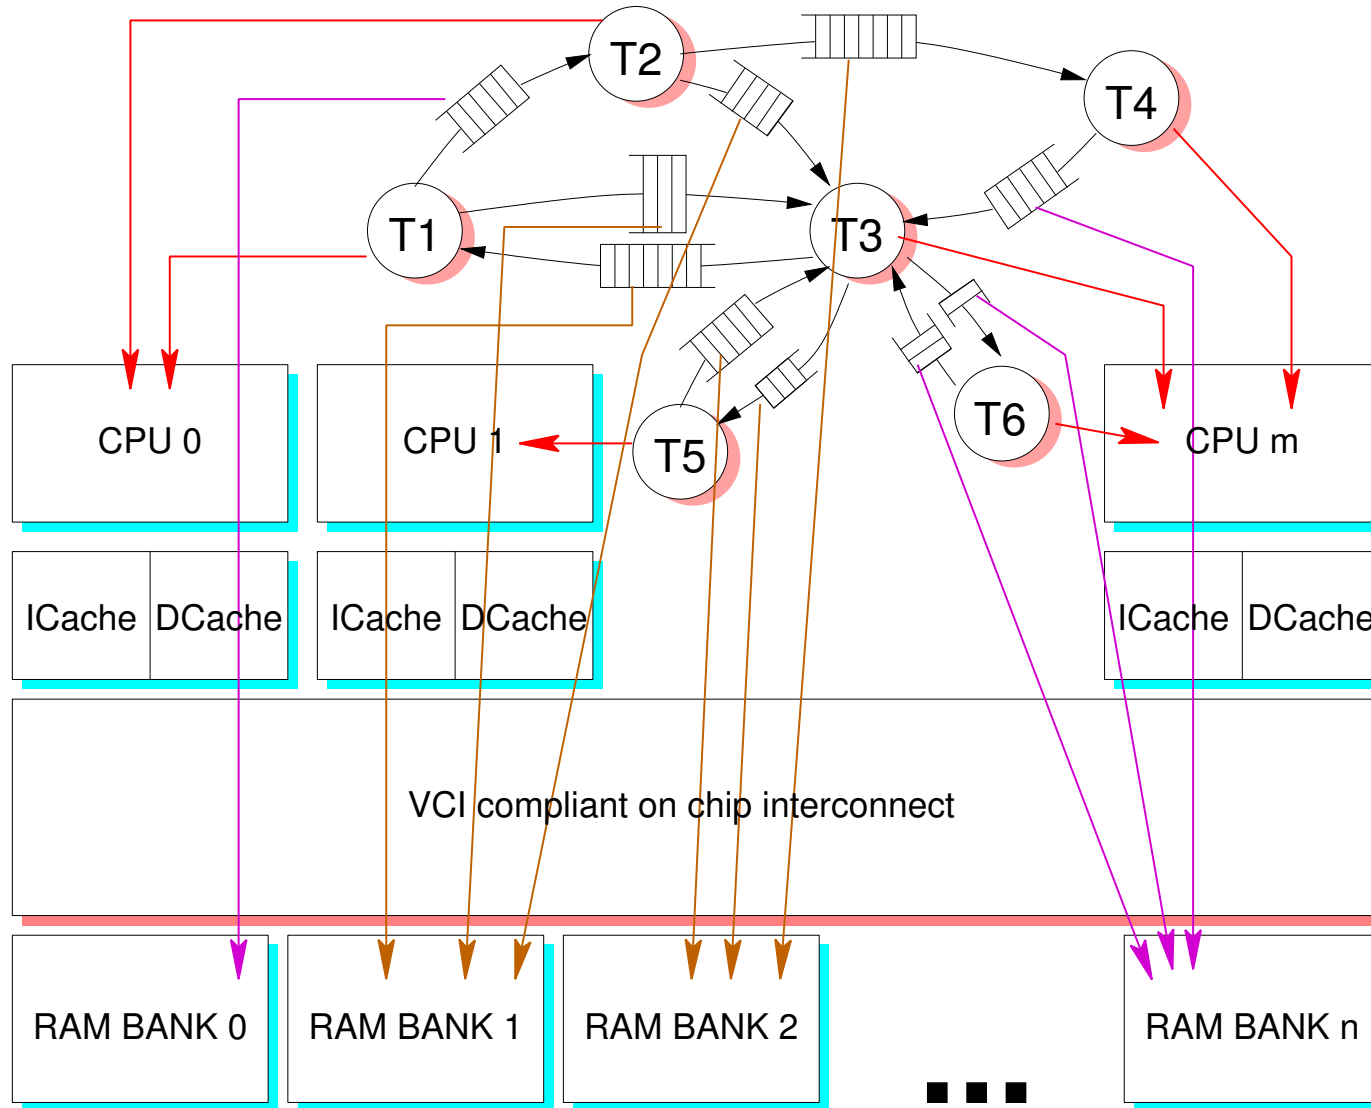 T2
T4
T1
T3
T6
T5
CPU 0
CPU 1
CPU m
ICache DCache
ICache DCache
ICache DCache
VCI compliant on chip interconnect
RAM BANK 0
RAM BANK 1
RAM BANK 2
RAM BANK n